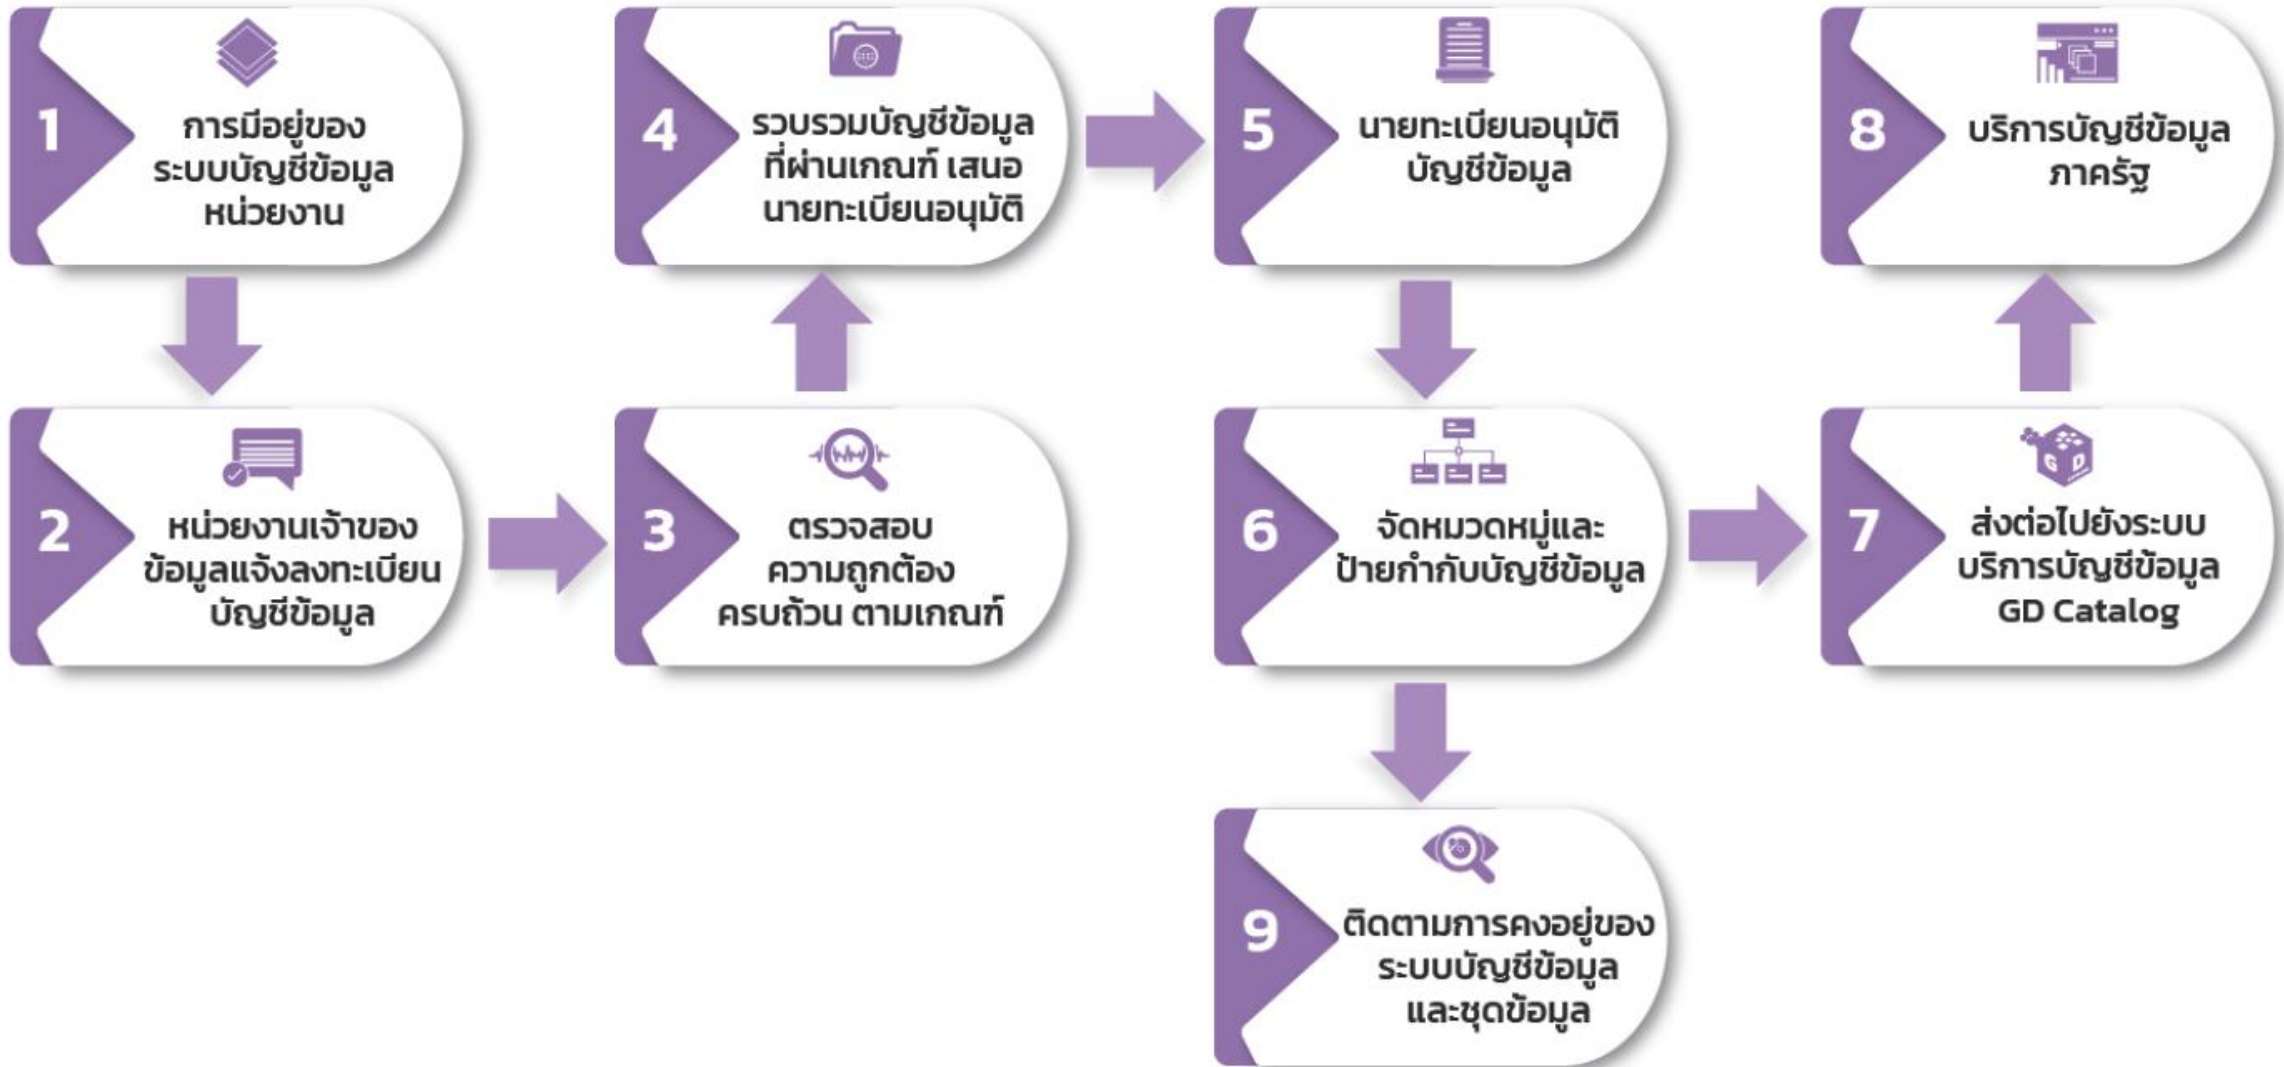 1
การมีอยู่ของ
ระบบบัญชีข้อมูล
หน่วยงาน
2
หน่วยงานเจ้าของ
ข้อมูลแจ้งลงทะเบียน
บัญชีข้อมูล
3
ตรวจสอบ
ความถูกต้อง
ครบถ้วน ตามเกณฑ์
4
รวบรวมบัญชีข้อมูล
ที่ผ่านเกณฑ์ เสนอ
นายทะเบียนอนุมัติ
5
นายทะเบียนอนุมัติ
บัญชีข้อมูล
6
จัดหมวดหมู่และ
ป้ายกำกับบัญชีข้อมูล
7
G D
ส่งต่อไปยังระบบ
บริการบัญชีข้อมูล
GD Catalog
8
บริการบัญชีข้อมูล
ภาครัฐ
9
ติดตามการคงอยู่ของ
ระบบบัญชีข้อมูล
และชุดข้อมูล